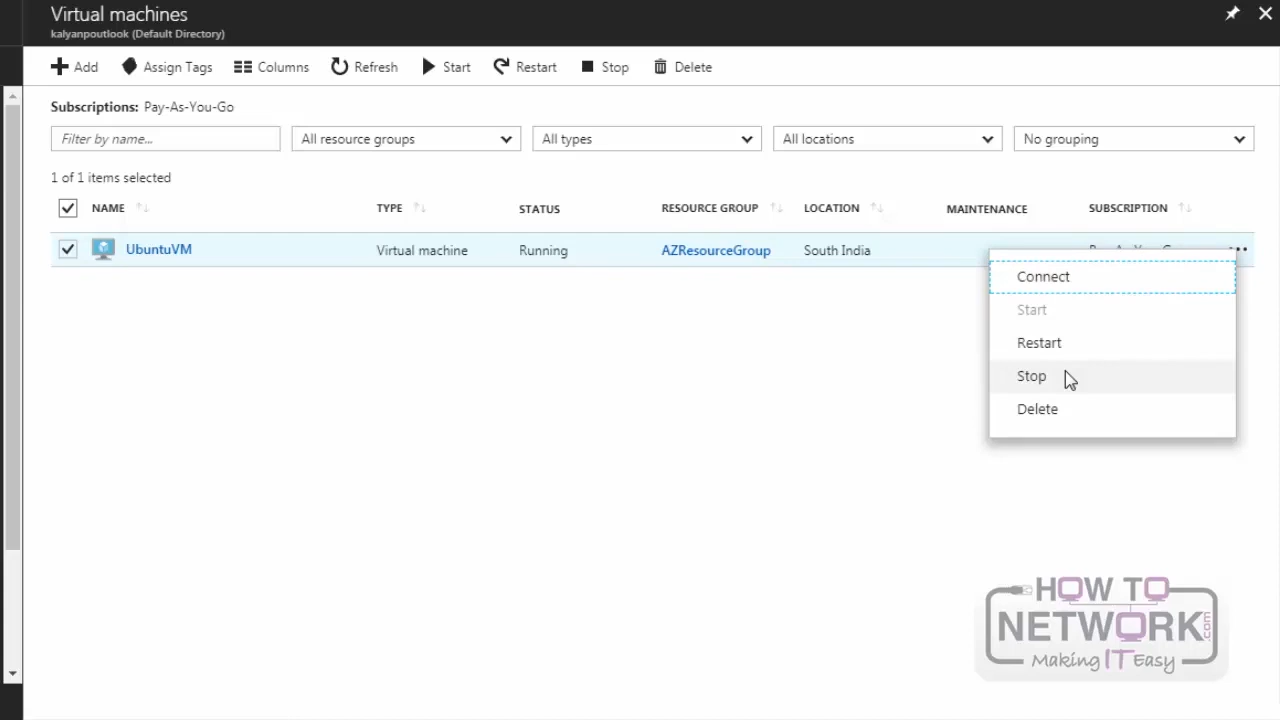 Virtual machines
kalyanpoutlook (Default Directory)
Add Assign Tags Columns Refresh Start Restart Stop Delete
Subscriptions: Pay-As-You-Go
Filter by name... All resource groups All types All locations No grouping
1 of 1 items selected
NAME TYPE STATUS RESOURCE GROUP LOCATION MAINTENANCE SUBSCRIPTION
UbuntuVM Virtual machine Running AZResourceGroup South India
Connect
Start
Restart
Stop
Delete
HOW TO
NETWORK.com
Making IT Easy